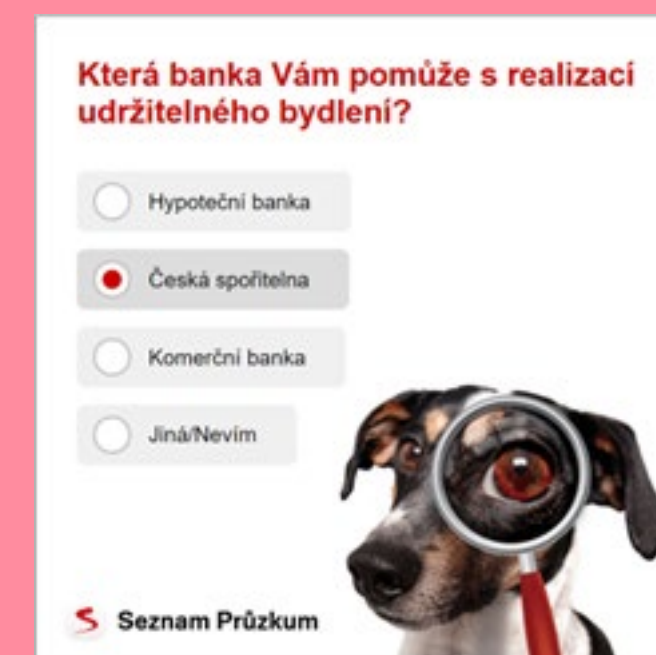 Která banka Vám pomůže s realizací
udržitelného bydlení?
Hypoteční banka
Česká spořitelna
Komerční banka
Jiná/Nevím
Seznam Průzkum